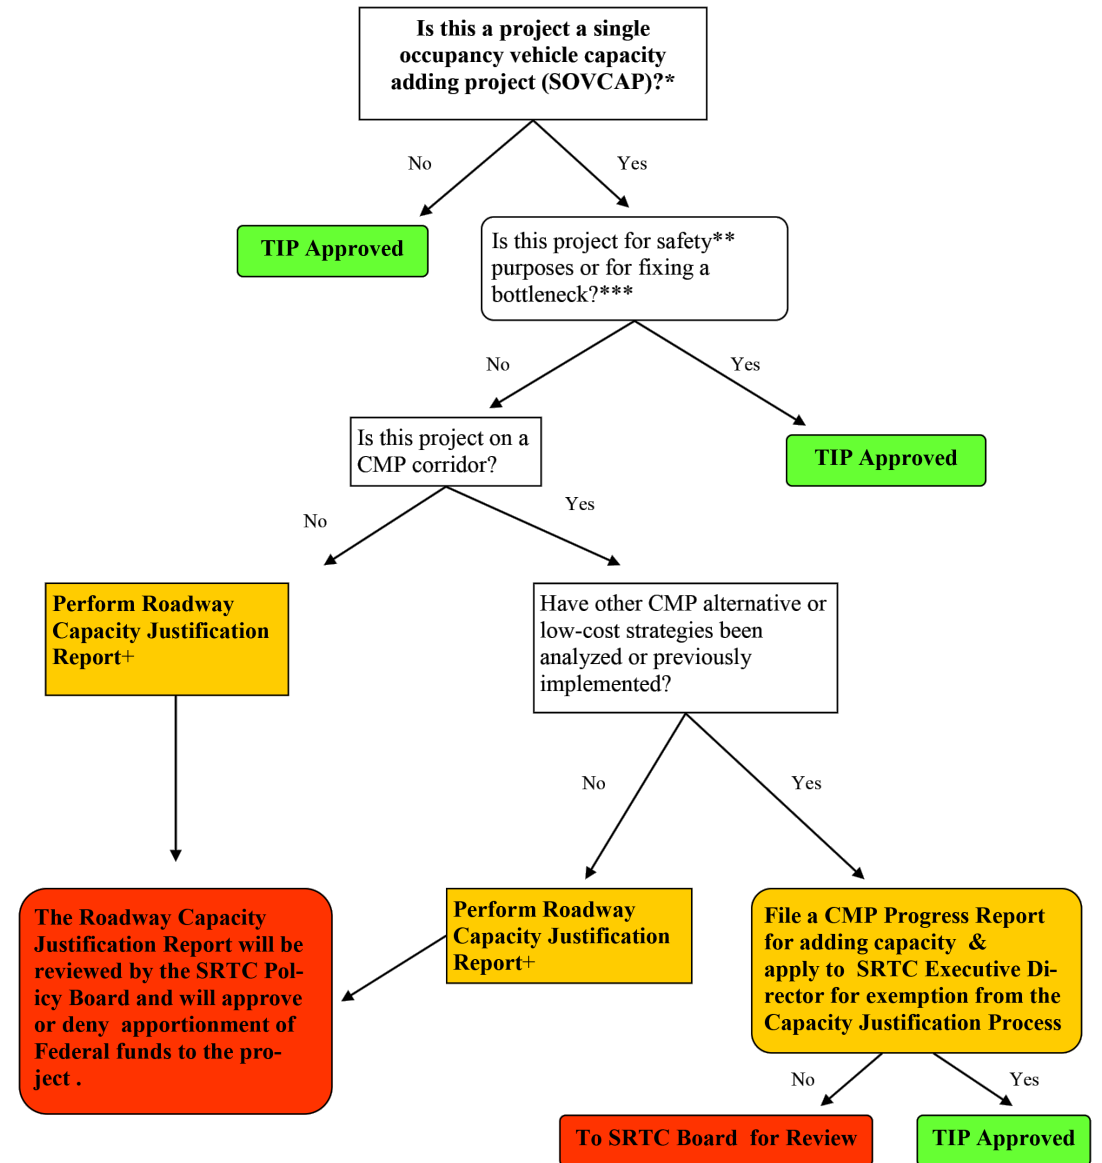 Is this a project a single
occupancy vehicle capacity
adding project (SOVCAP)?*
No
Yes
TIP Approved
Is this project for safety**
purposes or for fixing a
bottleneck?***
No
Yes
Is this project on a
CMP corridor?
TIP Approved
No
Yes
Perform Roadway
Capacity Justification
Report+
Have other CMP alternative or
low-cost strategies been
analyzed or previously
implemented?
No
Yes
The Roadway Capacity
Justification Report will be
reviewed by the SRTC Pol-
icy Board and will approve
or deny apportionment of
Federal funds to the pro-
ject .
Perform Roadway
Capacity Justification
Report+
File a CMP Progress Report
for adding capacity &
apply to SRTC Executive Di-
rector for exemption from the
Capacity Justification Process
No
Yes
To SRTC Board for Review
TIP Approved